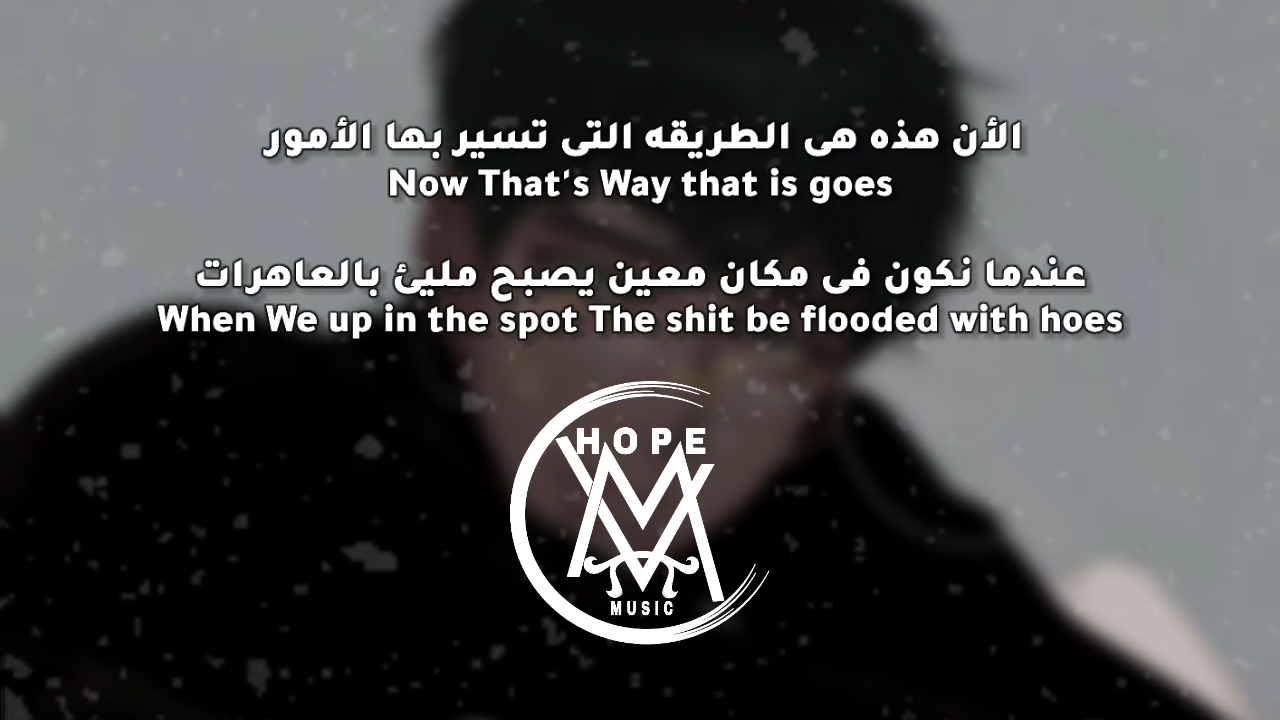 الأن هذه هى الطريقه التى تسير بها الأمور
Now That's Way that is goes
عندما نكون فى مكان معين يصبح مليئ بالعاهرات
When We up in the spot The shit be flooded with hoes
HOPE
MUSIC